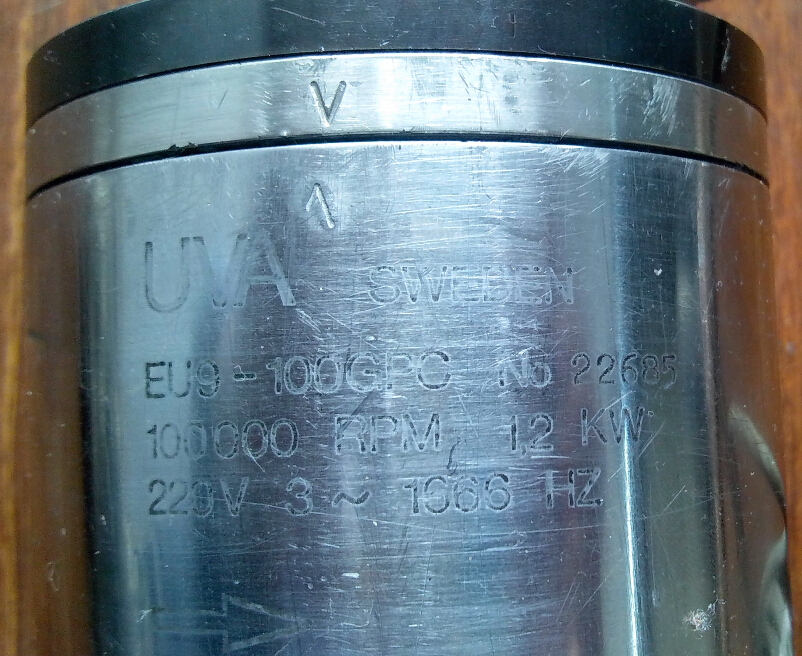 UVA SWEDEN
EU9-100GPC No 22685
100000 RPM 1,2 KW
220V 3~ 1666 HZ